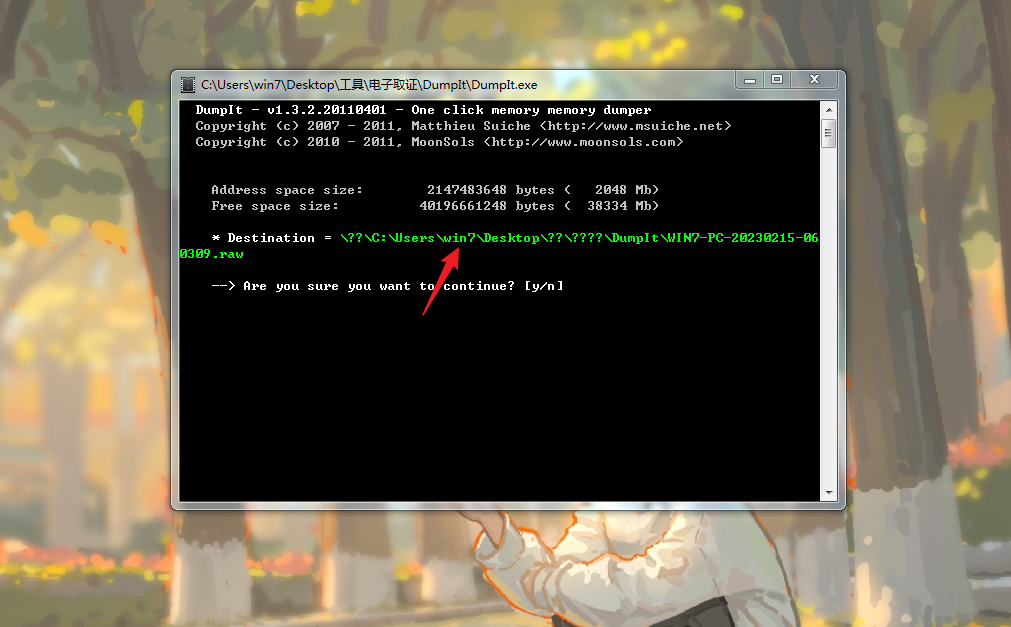 C:\Users\win7\Desktop\工具\电子取证\DumpIt\DumpIt.exe
DumpIt - v1.3.2.20110401 - One click memory memory dumper
Copyright (c) 2007 - 2011, Matthieu Suiche <http://www.msuiche.net>
Copyright (c) 2010 - 2011, MoonSols <http://www.moonsols.com>
Address space size: 2147483648 bytes ( 2048 Mb)
Free space size: 40196661248 bytes ( 38334 Mb)
* Destination = \??\C:\Users\win7\Desktop\??\????\DumpIt\WIN7-PC-20230215-06
0309.raw
--> Are you sure you want to continue? [y/n]